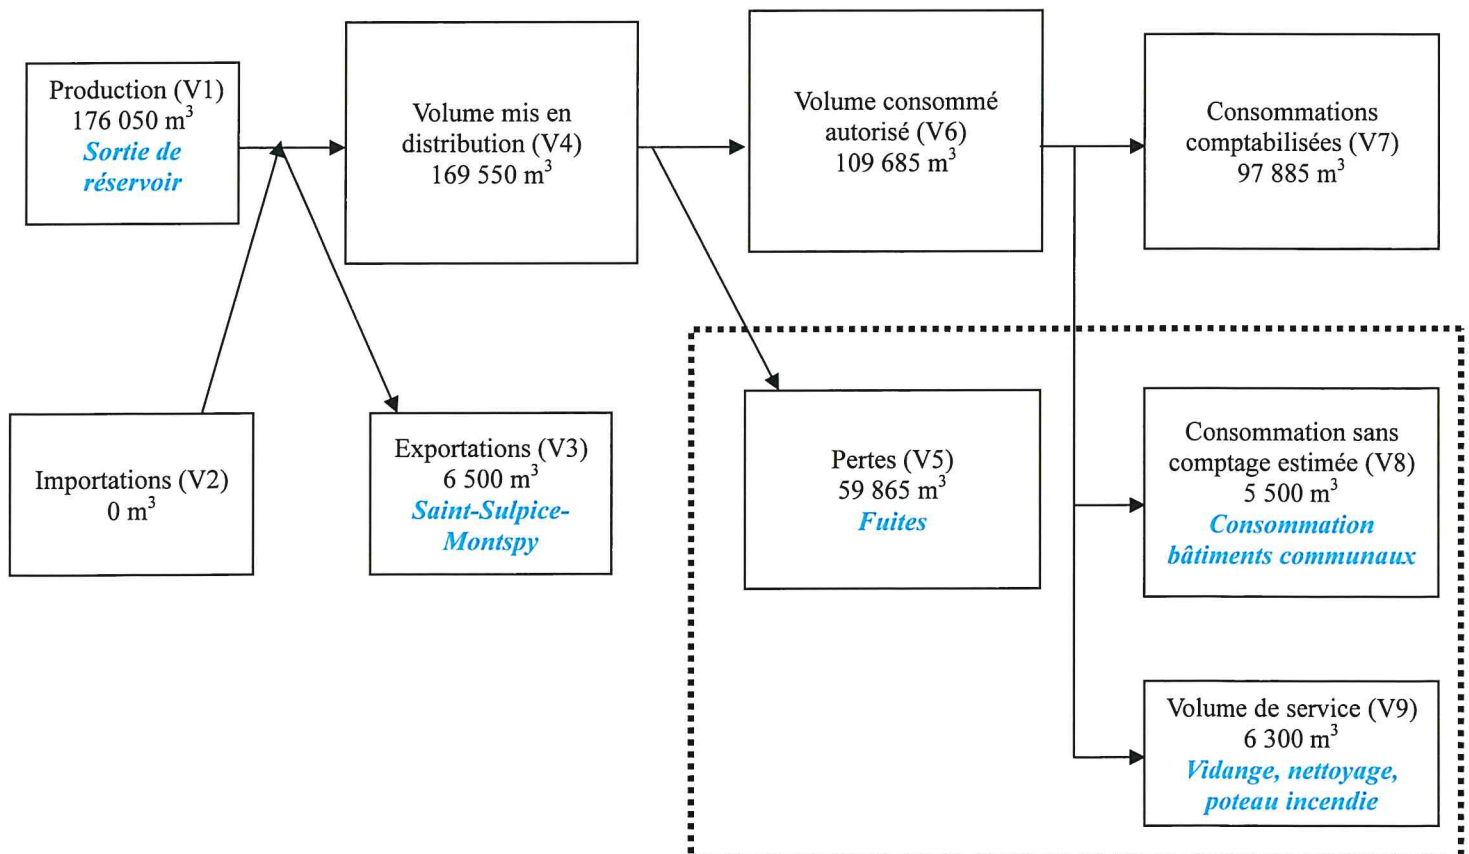 Production (V1)
176 050 m³
Sortie de
réservoir
Volume mis en
distribution (V4)
169 550 m³
Volume consommé
autorisé (V6)
109 685 m³
Consommations
comptabilisées (V7)
97 885 m³
Importations (V2)
0 m³
Exportations (V3)
6 500 m³
Saint-Sulpice-
Montspy
Pertes (V5)
59 865 m³
Fuites
Consommation sans
comptage estimée (V8)
5 500 m³
Consommation
bâtiments communaux
Volume de service (V9)
6 300 m³
Vidange, nettoyage,
poteau incendie